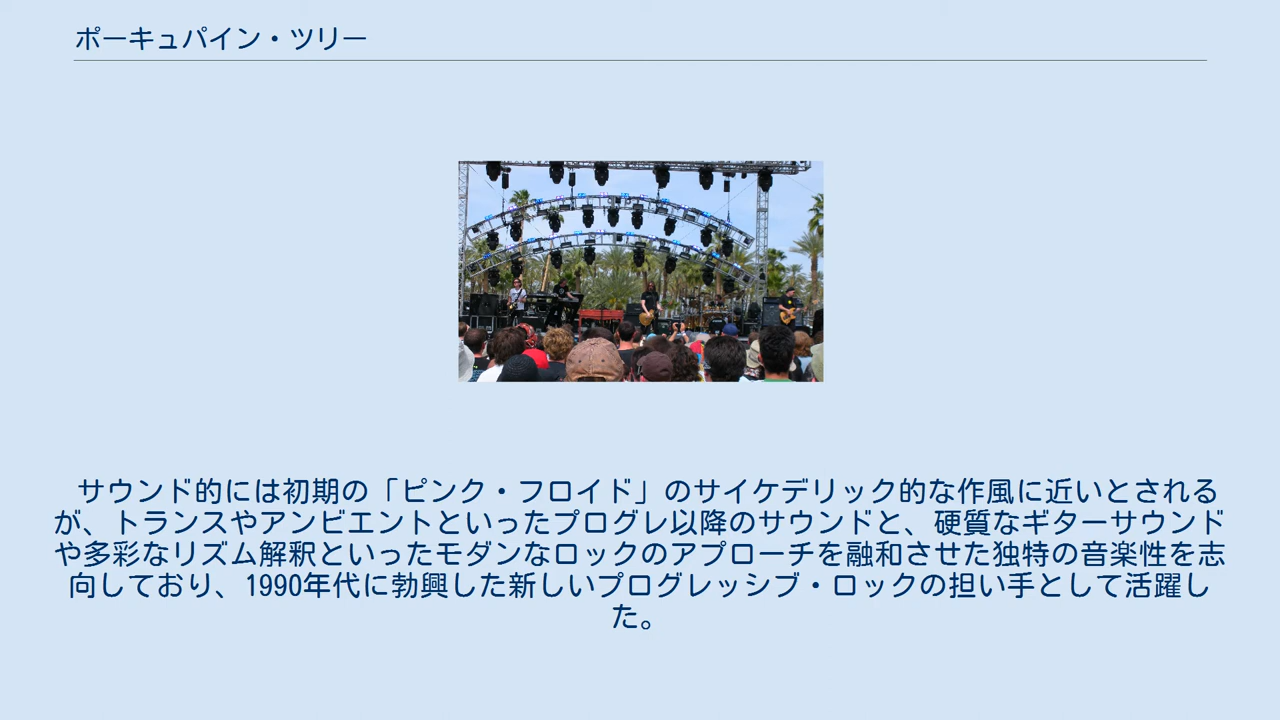 ポーキュパイン・ツリー
サウンド的には初期の「ピンク・フロイド」のサイケデリック的な作風に近いとされる
が、トランスやアンビエントといったプログレ以降のサウンドと、硬質なギターサウンド
や多彩なリズム解釈といったモダンなロックのアプローチを融和させた独特の音楽性を志
向しており、1990年代に勃興した新しいプログレッシブ・ロックの担い手として活躍し
た。